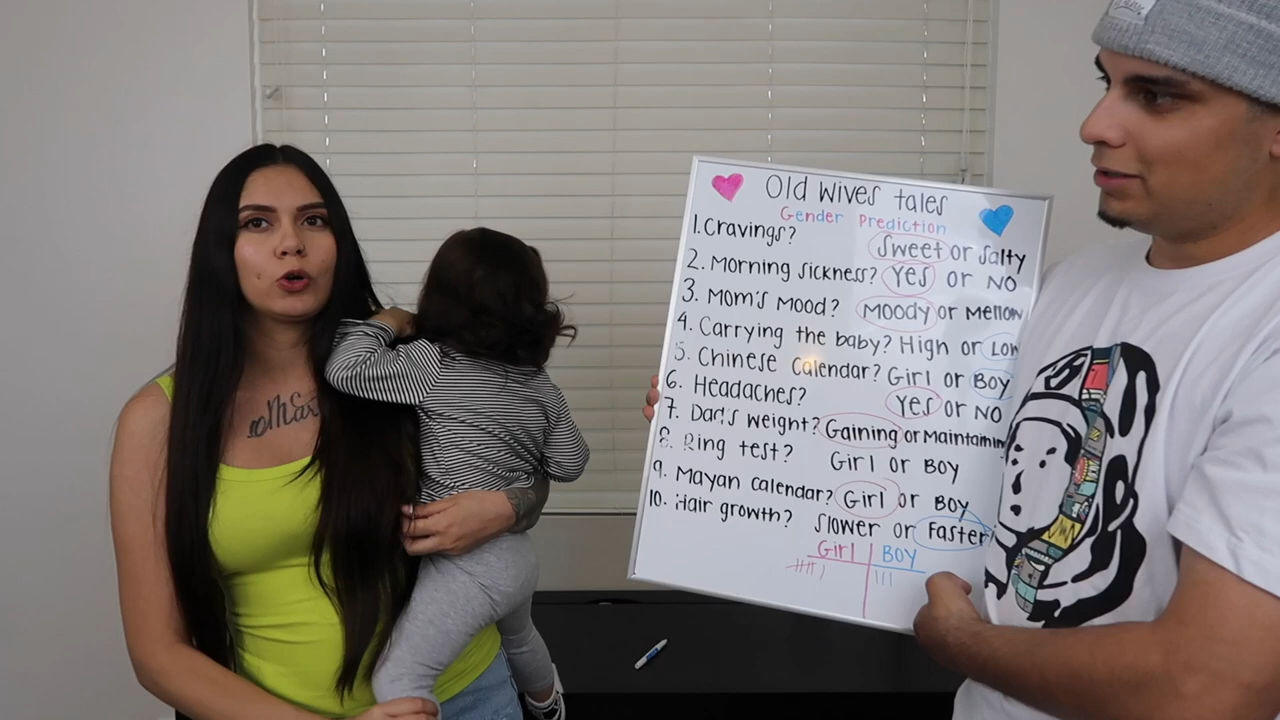 Old wives tales
Gender Prediction
1. Cravings? Sweet or Salty
2. Morning Sickness? Yes or No
3. Mom's Mood? Moody or Mellow
4. Carrying the baby? High or Low
5. Chinese Calendar? Girl or Boy
6. Headaches? Yes or No
7. Dad's weight? Gaining or Maintainin
8. Ring test? Girl or Boy
9. Mayan calendar? Girl or Boy
10. Hair growth? Slower or Faster
Girl Boy